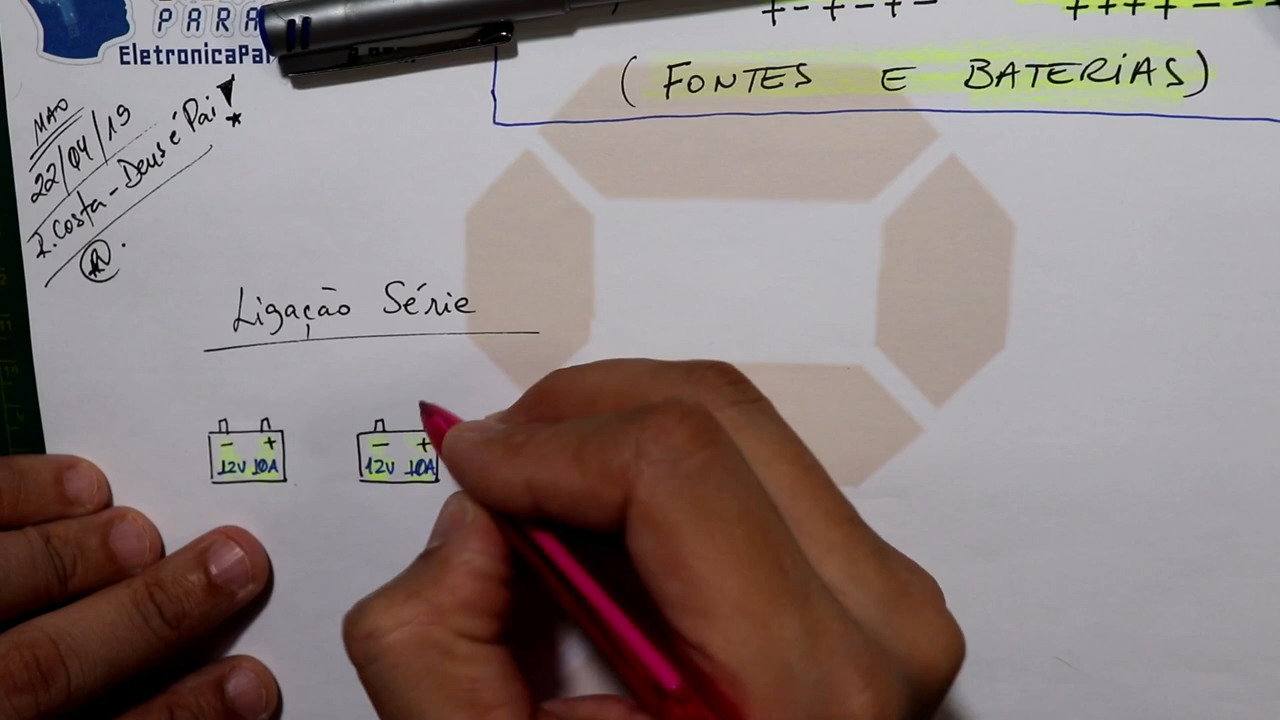 PARA
EletronicaPa
+-+-+-
++++---
(FONTES E BATERIAS)
MAO
22/04/19
R. Costa - Deus é Pai!
Ligação Série
- +
12V 10A
- +
12V 10A